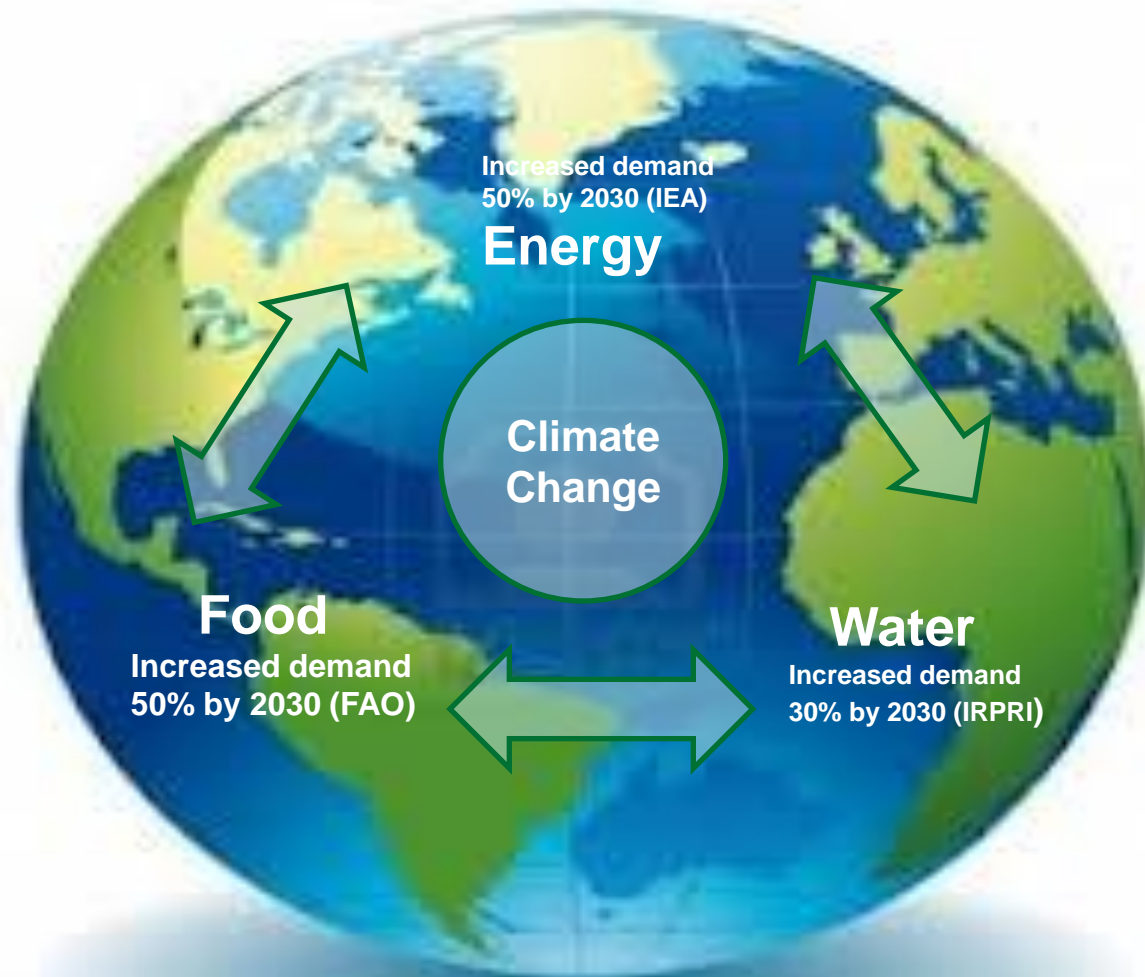 Increased demand
50% by 2030 (IEA)
Energy
Climate
Change
Food
Increased demand
50% by 2030 (FAO)
Water
Increased demand
30% by 2030 (IRPRI)